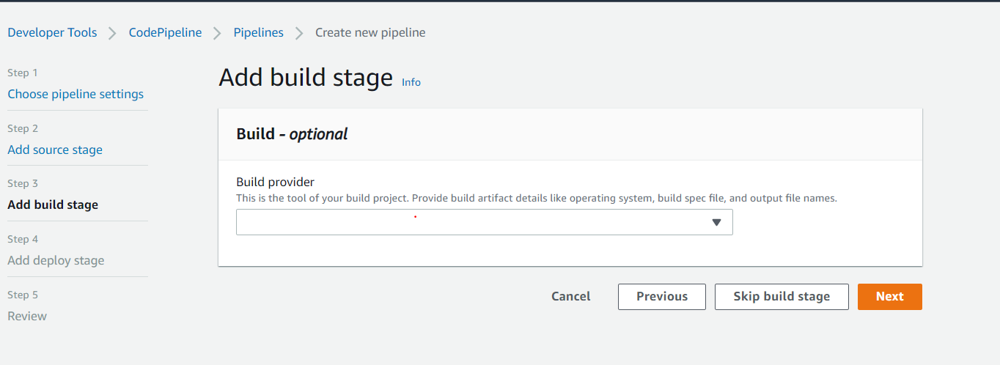 Developer Tools CodePipeline Pipelines Create new pipeline
Step 1
Choose pipeline settings
Step 2
Add source stage
Step 3
Add build stage
Step 4
Add deploy stage
Step 5
Review
Add build stage Info
Build - optional
Build provider
This is the tool of your build project. Provide build artifact details like operating system, build spec file, and output file names.
Cancel Previous Skip build stage Next